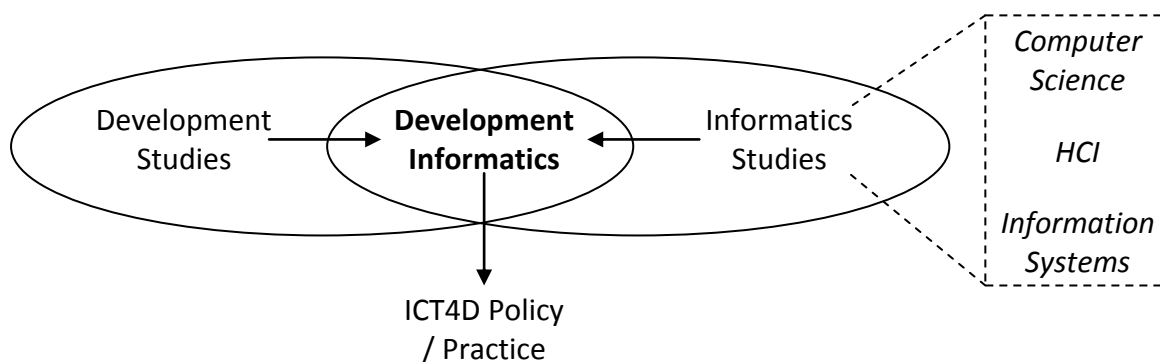 Development
Studies
Development
Informatics
Informatics
Studies
Computer
Science
HCI
Information
Systems
ICT4D Policy
/ Practice